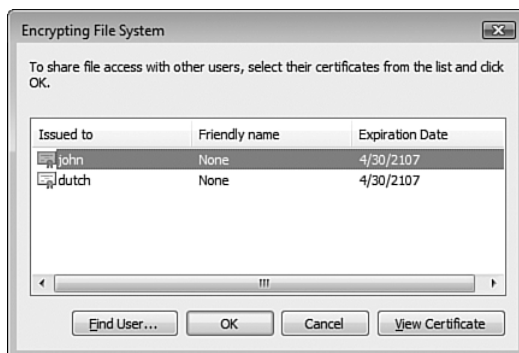 Encrypting File System
To share file access with other users, select their certificates from the list and click
OK.
Issued to Friendly name Expiration Date
john None 4/30/2107
dutch None 4/30/2107
Find User... OK Cancel View Certificate